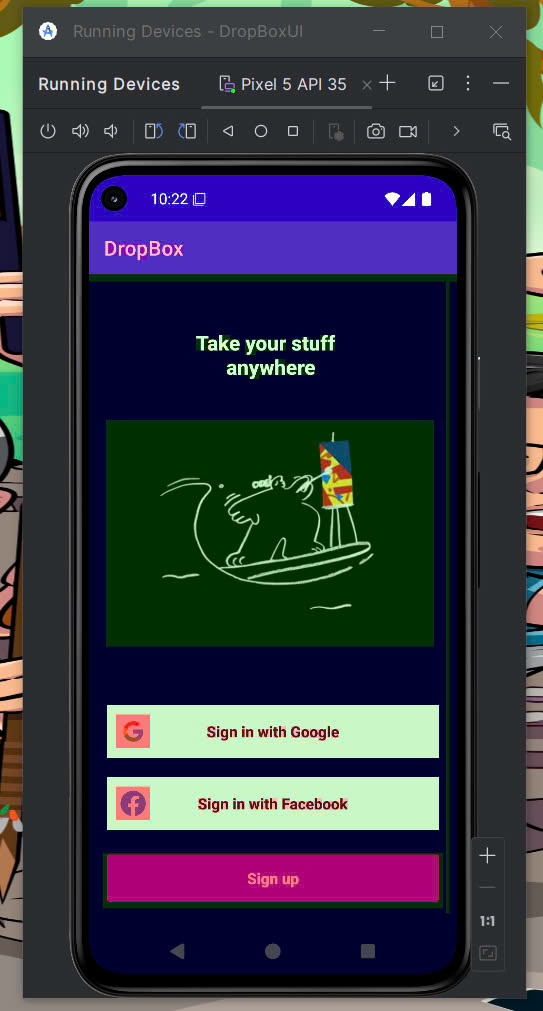 Running Devices - DropBoxUI
Running Devices
Pixel 5 API 35
10:22
DropBox
Take your stuff
anywhere
Sign in with Google
Sign in with Facebook
Sign up
1:1